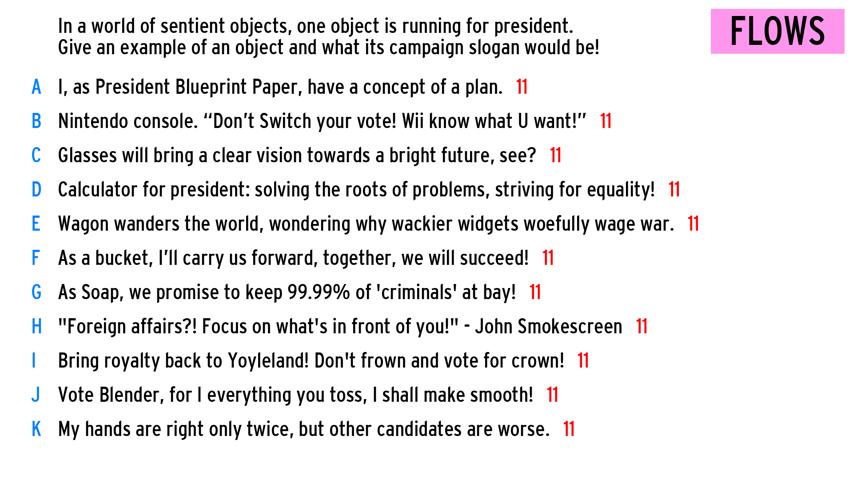 In a world of sentient objects, one object is running for president.
Give an example of an object and what its campaign slogan would be!
FLOWS
A I, as President Blueprint Paper, have a concept of a plan. 11
B Nintendo console. “Don’t Switch your vote! Wii know what U want!” 11
C Glasses will bring a clear vision towards a bright future, see? 11
D Calculator for president: solving the roots of problems, striving for equality! 11
E Wagon wanders the world, wondering why wackier widgets woefully wage war. 11
F As a bucket, I’ll carry us forward, together, we will succeed! 11
G As Soap, we promise to keep 99.99% of 'criminals' at bay! 11
H "Foreign affairs?! Focus on what's in front of you!" - John Smokescreen 11
I Bring royalty back to Yoyleland! Don't frown and vote for crown! 11
J Vote Blender, for I everything you toss, I shall make smooth! 11
K My hands are right only twice, but other candidates are worse. 11